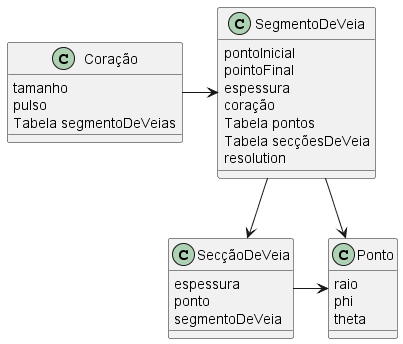 C Coração
tamanho
pulso
Tabela segmentoDeVeias
C SegmentoDeVeia
pontoInicial
pointoFinal
espessura
coração
Tabela pontos
Tabela secçõesDeVeia
resolution
C SecçãoDeVeia
espessura
ponto
segmentoDeVeia
C Ponto
raio
phi
theta